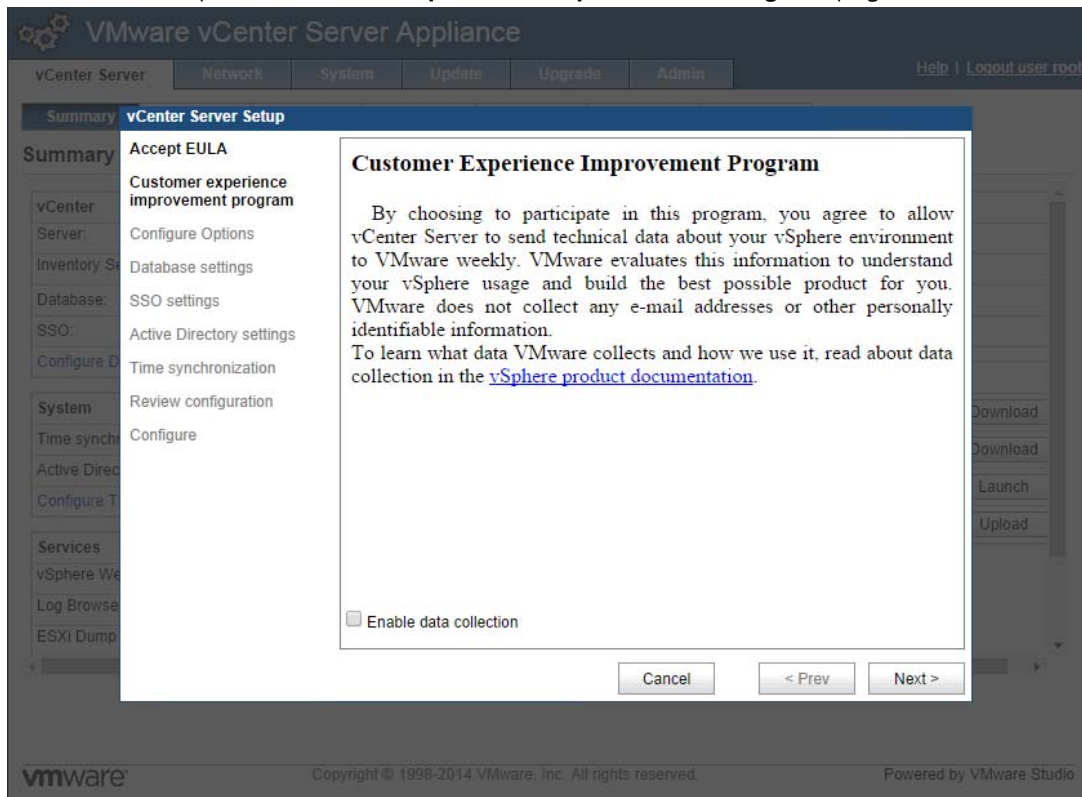 VMware vCenter Server Appliance
vCenter Server Network System Update Upgrade Admin
Help | Logout user root
Summary
Summary
vCenter
Server:
Inventory Se
Database:
SSO:
Configure D
System
Time synchr
Active Direc
Configure T
Services
vSphere We
Log Browse
ESXi Dump
vCenter Server Setup
Accept EULA
Customer experience
improvement program
Configure Options
Database settings
SSO settings
Active Directory settings
Time synchronization
Review configuration
Configure
Customer Experience Improvement Program
By choosing to participate in this program, you agree to allow
vCenter Server to send technical data about your vSphere environment
to VMware weekly. VMware evaluates this information to understand
your vSphere usage and build the best possible product for you.
VMware does not collect any e-mail addresses or other personally
identifiable information.
To learn what data VMware collects and how we use it, read about data
collection in the vSphere product documentation.
Enable data collection
Cancel < Prev Next >
Download
Download
Launch
Upload
vmware
Copyright © 1998-2014 VMware, Inc. All rights reserved.
Powered by VMware Studio